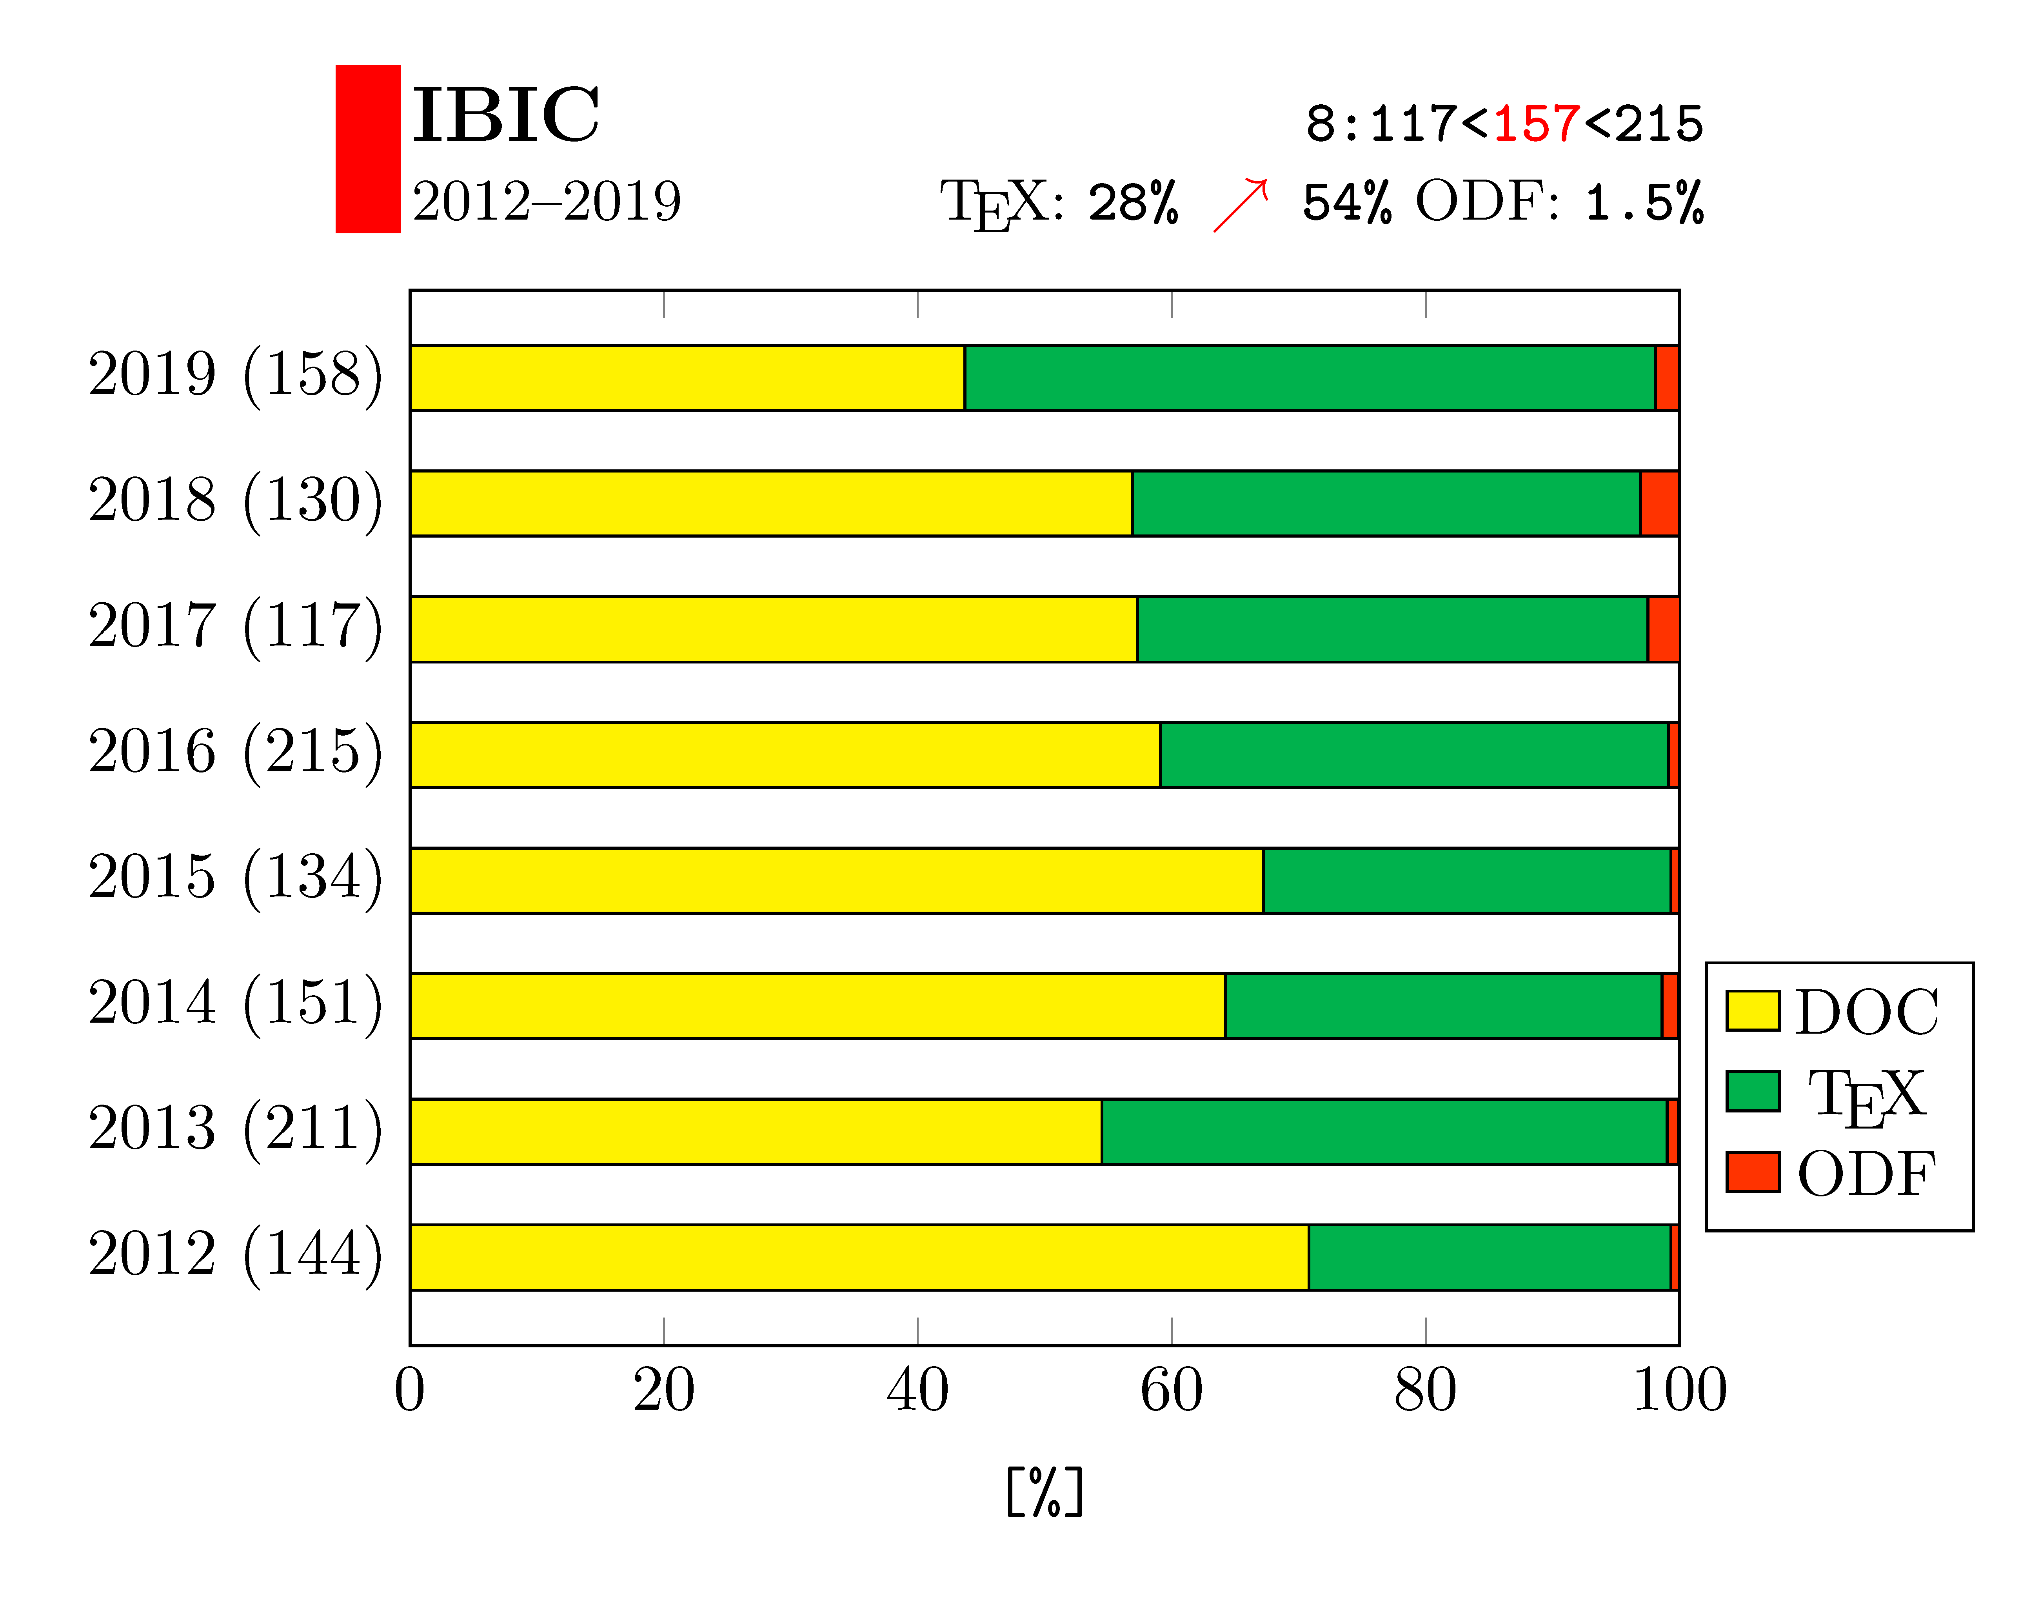 IBIC
8:117<157<215
2012–2019
TEX: 28% ↗ 54% ODF: 1.5%
2019 (158)
2018 (130)
2017 (117)
2016 (215)
2015 (134)
2014 (151)
2013 (211)
2012 (144)
DOC
TEX
ODF
0 20 40 60 80 100
[%]